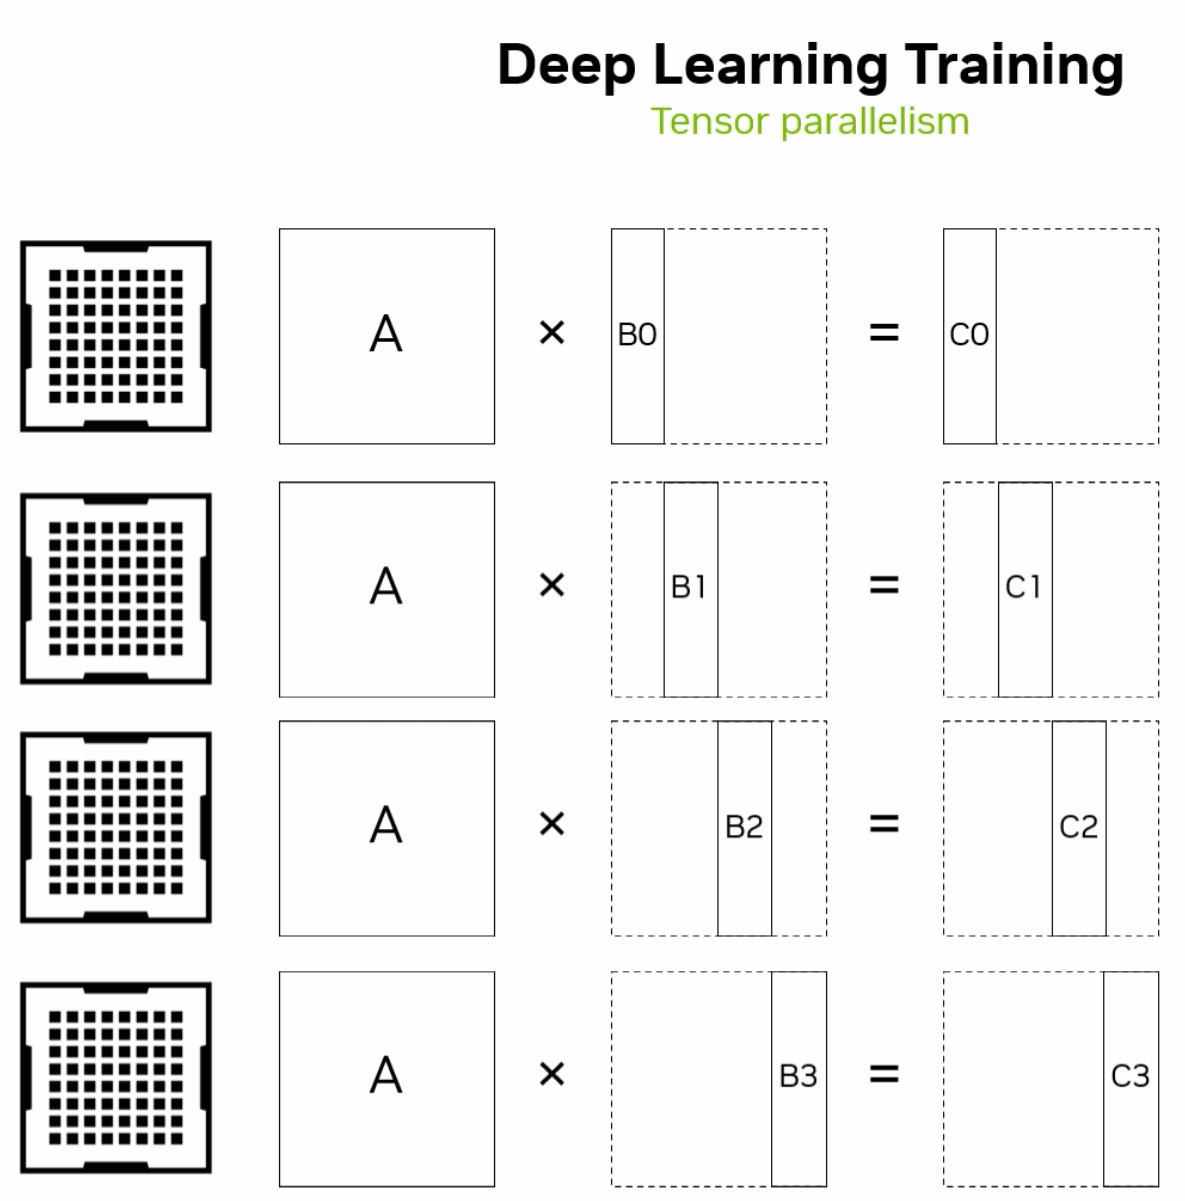 Deep Learning Training
Tensor parallelism
A × B0 = C0
A × B1 = C1
A × B2 = C2
A × B3 = C3